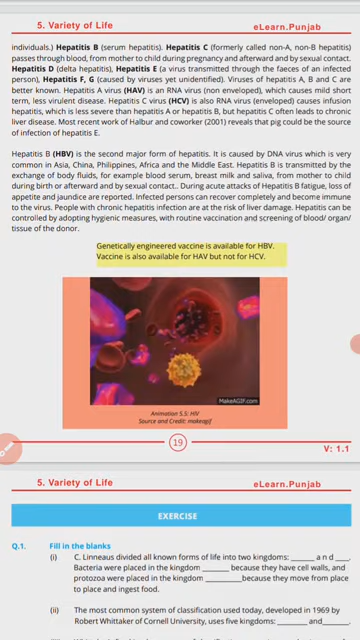 5. Variety of Life
eLearn.Punjab
individuals.) Hepatitis B (serum hepatitis). Hepatitis C (formerly called non-A, non-B hepatitis)
passes through blood, from mother to child during pregnancy and afterward and by sexual contact.
Hepatitis D (delta hepatitis), Hepatitis E (a virus transmitted through the faeces of an infected
person), Hepatitis F, G (caused by viruses yet unidentified). Viruses of hepatitis A, B and C are
better known. Hepatitis A virus (HAV) is an RNA virus (non enveloped), which causes mild short
term, less virulent disease. Hepatitis C virus (HCV) is also RNA virus (enveloped) causes infusion
hepatitis, which is less severe than hepatitis A or hepatitis B, but hepatitis C often leads to chronic
liver disease. Most recent work of Halbur and coworker (2001) reveals that pig could be the source
of infection of hepatitis E.
Hepatitis B (HBV) is the second major form of hepatitis. It is caused by DNA virus which is very
common in Asia, China, Philippines, Africa and the Middle East. Hepatitis B is transmitted by the
exchange of body fluids, for example blood serum, breast milk and saliva, from mother to child
during birth or afterward and by sexual contact.. During acute attacks of Hepatitis B fatigue, loss of
appetite and jaundice are reported. Infected persons can recover completely and become immune
to the virus. People with chronic hepatitis infection are at the risk of liver damage. Hepatitis can be
controlled by adopting hygienic measures, with routine vaccination and screening of blood/ organ/
tissue of the donor.
Genetically engineered vaccine is available for HBV.
Vaccine is also available for HAV but not for HCV.
MakeAGIF.com
Animation 5.5: HIV
Source and Credit: makeagif
19
V: 1.1
5. Variety of Life
eLearn.Punjab
EXERCISE
Q.1. Fill in the blanks
(i) C. Linneaus divided all known forms of life into two kingdoms: ______ a n d ____.
Bacteria were placed in the kingdom _______ because they have cell walls, and
protozoa were placed in the kingdom __________because they move from place
to place and ingest food.
(ii) The most common system of classification used today, developed in 1969 by
Robert Whittaker of Cornell University, uses five kingdoms: ________ and_______.